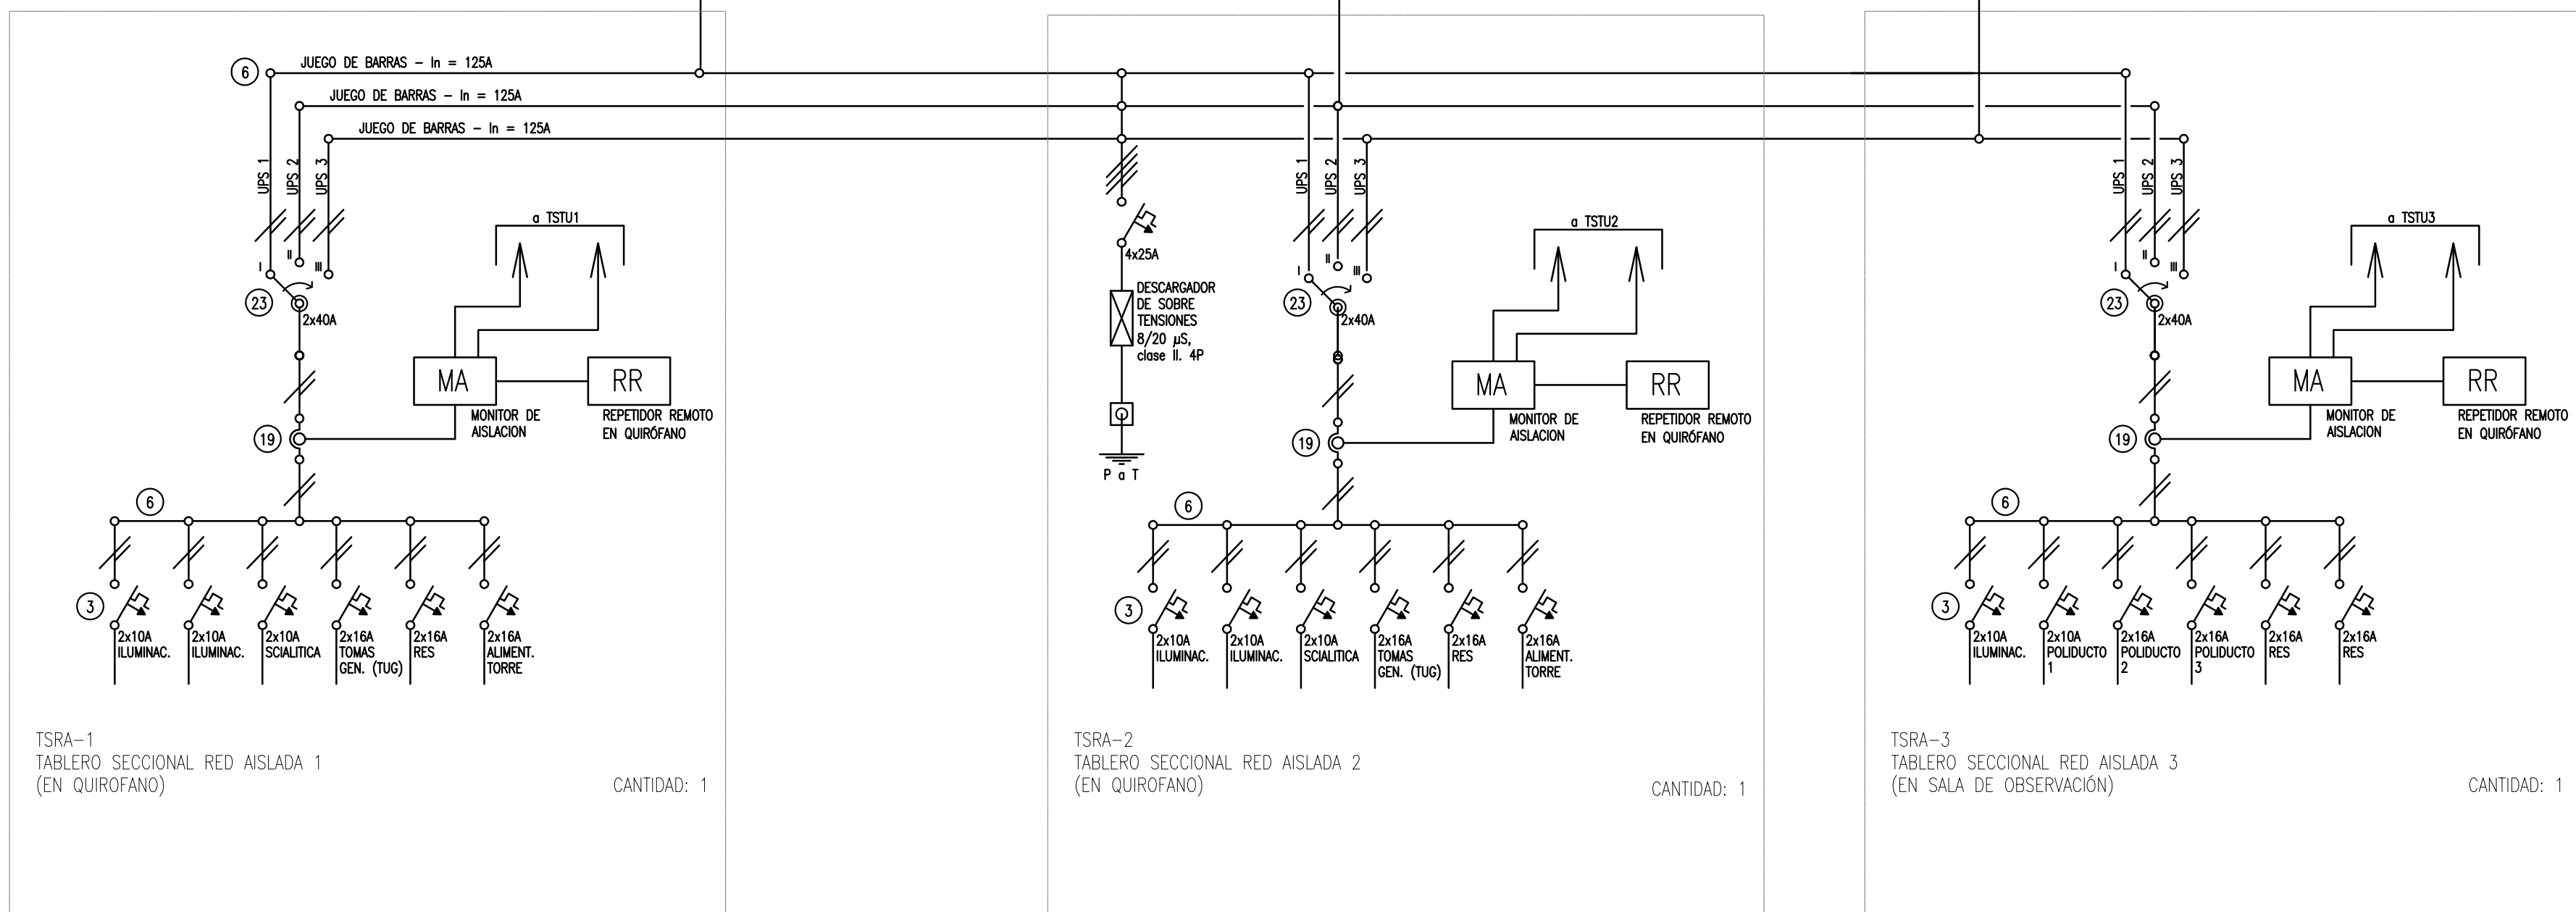 6
JUEGO DE BARRAS - In = 125A
JUEGO DE BARRAS - In = 125A
JUEGO DE BARRAS - In = 125A
UPS 1
UPS 2
UPS 3
I
II
III
23
2x40A
a TSTU1
MA
RR
MONITOR DE
AISLACION
REPETIDOR REMOTO
EN QUIRÓFANO
19
6
3
2x10A
ILUMINAC.
2x10A
ILUMINAC.
2x10A
SCIALITICA
2x16A
TOMAS
GEN. (TUG)
2x16A
RES
2x16A
ALIMENT.
TORRE
TSRA-1
TABLERO SECCIONAL RED AISLADA 1
(EN QUIROFANO)
CANTIDAD: 1
4x25A
DESCARGADOR
DE SOBRE
TENSIONES
8/20 µS,
clase II. 4P
P a T
UPS 1
UPS 2
UPS 3
I
II
III
23
2x40A
a TSTU2
MA
RR
MONITOR DE
AISLACION
REPETIDOR REMOTO
EN QUIRÓFANO
19
6
3
2x10A
ILUMINAC.
2x10A
ILUMINAC.
2x10A
SCIALITICA
2x16A
TOMAS
GEN. (TUG)
2x16A
RES
2x16A
ALIMENT.
TORRE
TSRA-2
TABLERO SECCIONAL RED AISLADA 2
(EN QUIROFANO)
CANTIDAD: 1
UPS 1
UPS 2
UPS 3
I
II
III
23
2x40A
a TSTU3
MA
RR
MONITOR DE
AISLACION
REPETIDOR REMOTO
EN QUIRÓFANO
19
6
3
2x10A
ILUMINAC.
2x10A
POLIDUCTO
1
2x16A
POLIDUCTO
2
2x16A
POLIDUCTO
3
2x16A
RES
2x16A
RES
TSRA-3
TABLERO SECCIONAL RED AISLADA 3
(EN SALA DE OBSERVACIÓN)
CANTIDAD: 1